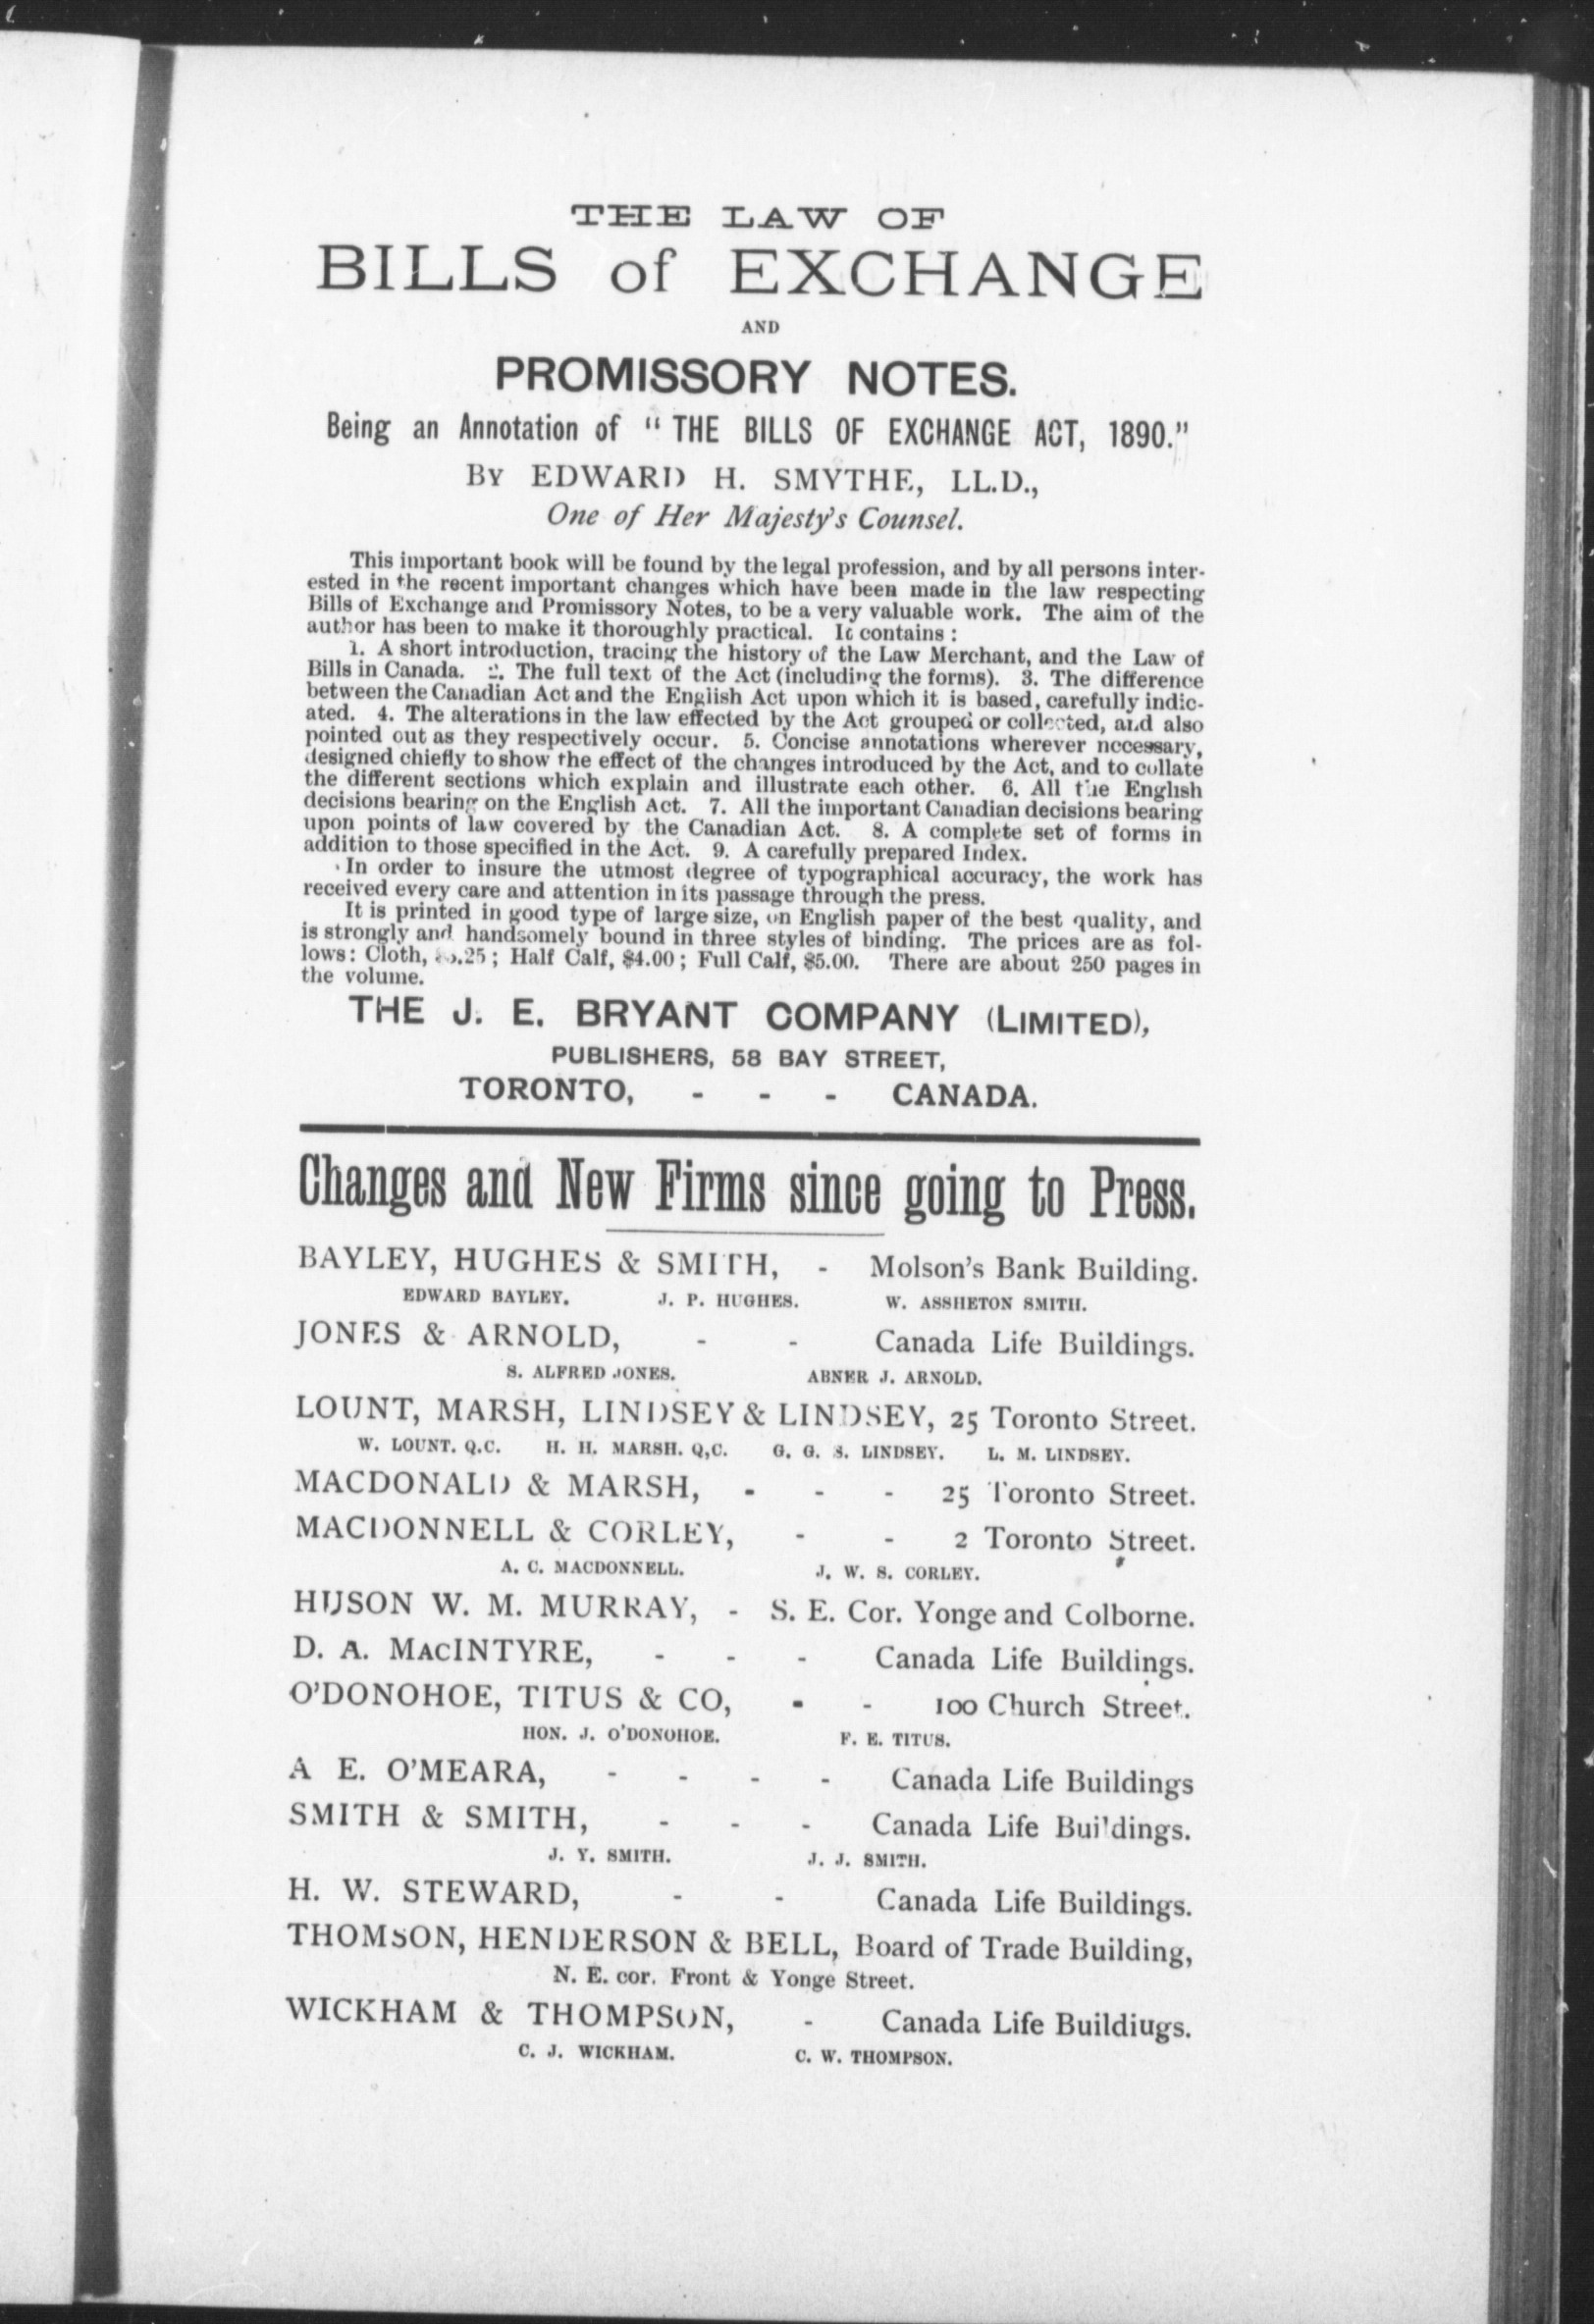 THE LAW OF
BILLS of EXCHANGE
AND
PROMISSORY NOTES.
Being an Annotation of " THE BILLS OF EXCHANGE ACT, 1890."
BY EDWARD H. SMYTHE, LL.D.,
One of Her Majesty's Counsel.
This important book will be found by the legal profession, and by all persons inter-
ested in the recent important changes which have been made in the law respecting
Bills of Exchange and Promissory Notes, to be a very valuable work. The aim of the
author has been to make it thoroughly practical. It contains :
1. A short introduction, tracing the history of the Law Merchant, and the Law of
Bills in Canada. 2. The full text of the Act (including the forms). 3. The difference
between the Canadian Act and the English Act upon which it is based, carefully indic-
ated. 4. The alterations in the law effected by the Act grouped or collected, and also
pointed out as they respectively occur. 5. Concise annotations wherever necessary,
designed chiefly to show the effect of the changes introduced by the Act, and to collate
the different sections which explain and illustrate each other. 6. All the English
decisions bearing on the English Act. 7. All the important Canadian decisions bearing
upon points of law covered by the Canadian Act. 8. A complete set of forms in
addition to those specified in the Act. 9. A carefully prepared Index.
In order to insure the utmost degree of typographical accuracy, the work has
received every care and attention in its passage through the press.
It is printed in good type of large size, on English paper of the best quality, and
is strongly and handsomely bound in three styles of binding. The prices are as fol-
lows: Cloth, ; Half Calf, $4.00 ; Full Calf, $5.00. There are about 250 pages in
the volume.
THE J. E. BRYANT COMPANY (LIMITED),
PUBLISHERS, 58 BAY STREET,
TORONTO, - - - CANADA.
Changes and New Firms since going to Press.
BAYLEY, HUGHES & SMITH, - Molson's Bank Building.
EDWARD BAYLEY. J. P. HUGHES. W. ASSHETON SMITH.
JONES & ARNOLD, - - Canada Life Buildings.
S. ALFRED JONES. ABNER J. ARNOLD.
LOUNT, MARSH, LINDSEY & LINDSEY, 25 Toronto Street.
W. LOUNT. Q.C. H. H. MARSH. Q,C. G. G. S. LINDSEY. L. M. LINDSEY.
MACDONALD & MARSH, - - - 25 Toronto Street.
MACDONNELL & CORLEY, - - 2 Toronto Street.
A. C. MACDONNELL. J. W. S. CORLEY.
HUSON W. M. MURRAY, - S. E. Cor. Yonge and Colborne.
D. A. MACINTYRE, - - - Canada Life Buildings.
O'DONOHOE, TITUS & CO, - - 100 Church Street.
HON. J. O'DONOHOE. F. E. TITUS.
A E. O'MEARA, - - - - Canada Life Buildings
SMITH & SMITH, - - - Canada Life Buildings.
J. Y. SMITH. J. J. SMITH.
H. W. STEWARD, - - Canada Life Buildings.
THOMSON, HENDERSON & BELL, Board of Trade Building,
N. E. cor. Front & Yonge Street.
WICKHAM & THOMPSON, - Canada Life Buildiugs.
C. J. WICKHAM. C. W. THOMPSON.